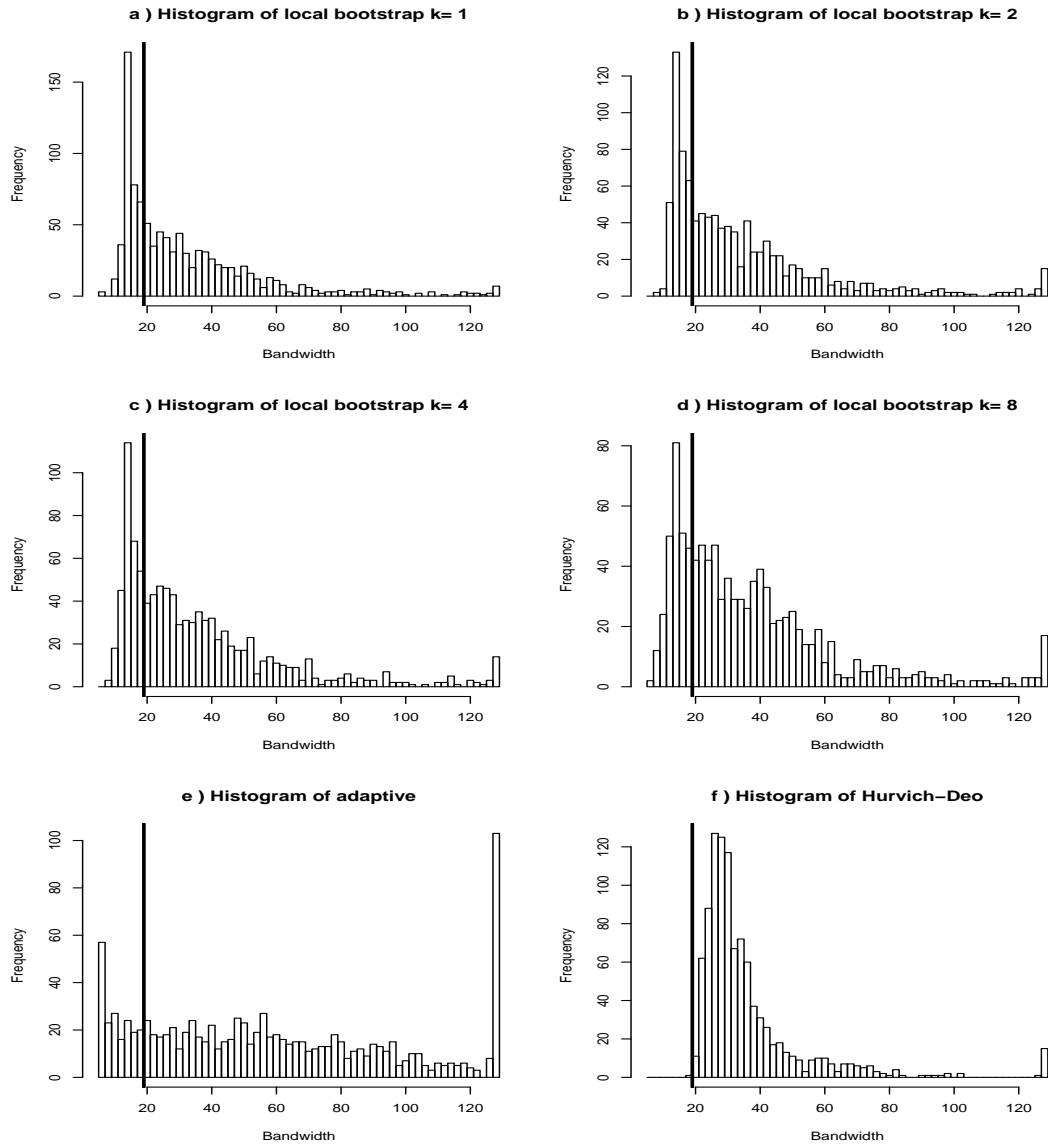 a ) Histogram of local bootstrap k= 1
Frequency
0 50 100 150
20 40 60 80 100 120
Bandwidth
b ) Histogram of local bootstrap k= 2
Frequency
0 20 40 60 80 100 120
20 40 60 80 100 120
Bandwidth
c ) Histogram of local bootstrap k= 4
Frequency
0 20 40 60 80 100
20 40 60 80 100 120
Bandwidth
d ) Histogram of local bootstrap k= 8
Frequency
0 20 40 60 80
20 40 60 80 100 120
Bandwidth
e ) Histogram of adaptive
Frequency
0 20 40 60 80 100
20 40 60 80 100 120
Bandwidth
f ) Histogram of Hurvich−Deo
Frequency
0 20 40 60 80 100 120
20 40 60 80 100 120
Bandwidth